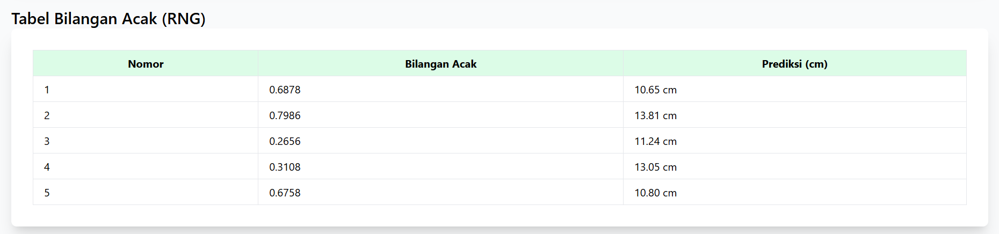 Tabel Bilangan Acak (RNG)
Nomor Bilangan Acak Prediksi (cm)
1 0.6878 10.65 cm
2 0.7986 13.81 cm
3 0.2656 11.24 cm
4 0.3108 13.05 cm
5 0.6758 10.80 cm